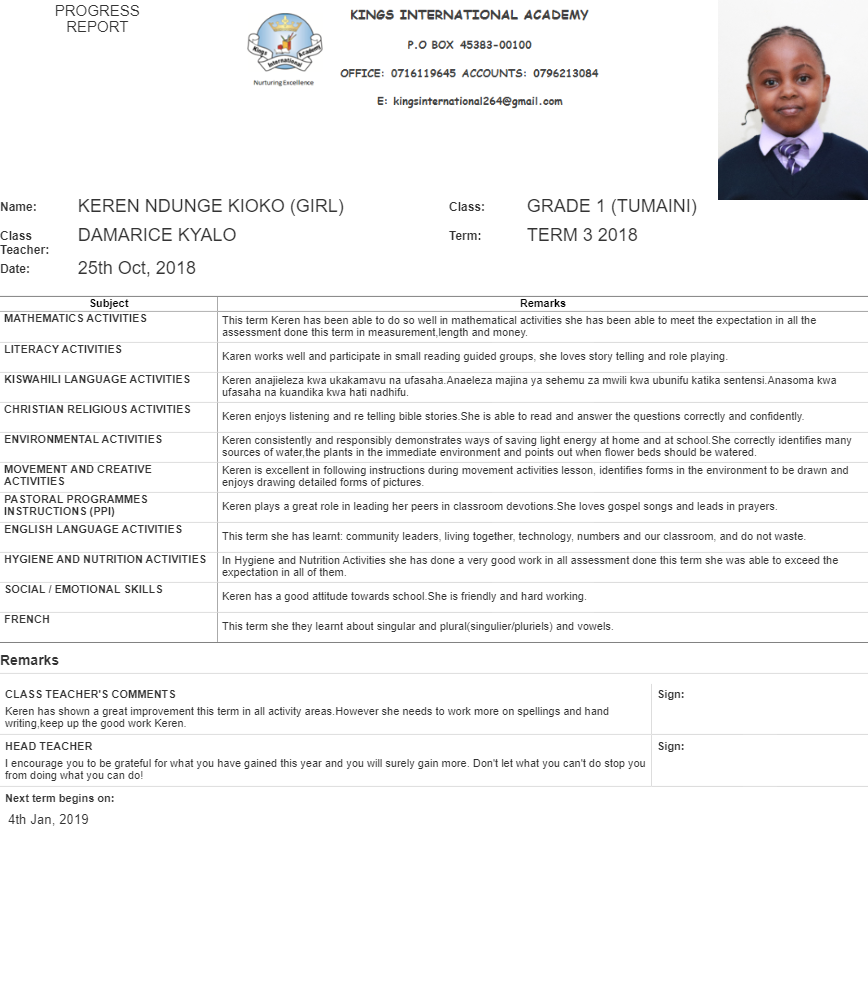 PROGRESS
REPORT
Kings International Academy
Nurturing Excellence
KINGS INTERNATIONAL ACADEMY
P.O BOX 45383-00100
OFFICE: 0716119645 ACCOUNTS: 0796213084
E: kingsinternational264@gmail.com
Name: KEREN NDUNGE KIOKO (GIRL) Class: GRADE 1 (TUMAINI)
Class Teacher: DAMARICE KYALO Term: TERM 3 2018
Date: 25th Oct, 2018
Subject Remarks
MATHEMATICS ACTIVITIES
This term Keren has been able to do so well in mathematical activities she has been able to meet the expectation in all the
assessment done this term in measurement,length and money.
LITERACY ACTIVITIES
Karen works well and participate in small reading guided groups, she loves story telling and role playing.
KISWAHILI LANGUAGE ACTIVITIES
Keren anajieleza kwa ukakamavu na ufasaha.Anaeleza majina ya sehemu za mwili kwa ubunifu katika sentensi.Anasoma kwa
ufasaha na kuandika kwa hati nadhifu.
CHRISTIAN RELIGIOUS ACTIVITIES
Keren enjoys listening and re telling bible stories.She is able to read and answer the questions correctly and confidently.
ENVIRONMENTAL ACTIVITIES
Keren consistently and responsibly demonstrates ways of saving light energy at home and at school.She correctly identifies many
sources of water,the plants in the immediate environment and points out when flower beds should be watered.
MOVEMENT AND CREATIVE
ACTIVITIES
Keren is excellent in following instructions during movement activities lesson, identifies forms in the environment to be drawn and
enjoys drawing detailed forms of pictures.
PASTORAL PROGRAMMES
INSTRUCTIONS (PPI)
Keren plays a great role in leading her peers in classroom devotions.She loves gospel songs and leads in prayers.
ENGLISH LANGUAGE ACTIVITIES
This term she has learnt: community leaders, living together, technology, numbers and our classroom, and do not waste.
HYGIENE AND NUTRITION ACTIVITIES
In Hygiene and Nutrition Activities she has done a very good work in all assessment done this term she was able to exceed the
expectation in all of them.
SOCIAL / EMOTIONAL SKILLS
Keren has a good attitude towards school.She is friendly and hard working.
FRENCH
This term she they learnt about singular and plural(singulier/pluriels) and vowels.
Remarks
CLASS TEACHER'S COMMENTS
Keren has shown a great improvement this term in all activity areas.However she needs to work more on spellings and hand
writing,keep up the good work Keren.
Sign:
HEAD TEACHER
I encourage you to be grateful for what you have gained this year and you will surely gain more. Don't let what you can't do stop you
from doing what you can do!
Sign:
Next term begins on:
4th Jan, 2019